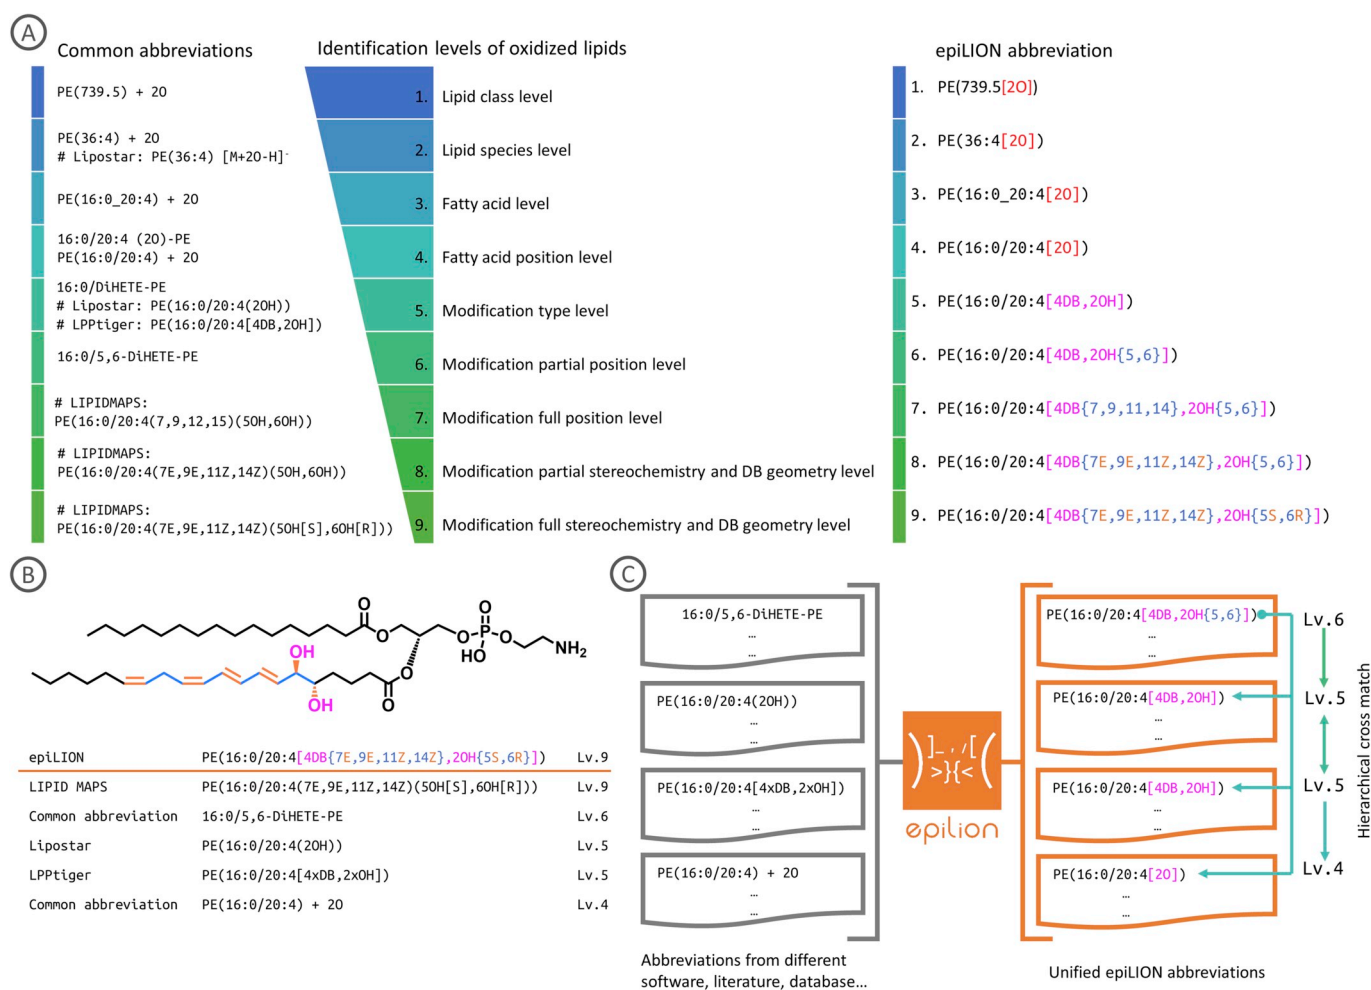 A
Common abbreviations
Identification levels of oxidized lipids
epiLION abbreviation
PE(739.5) + 2O
1. Lipid class level
1. PE(739.5[2O])
PE(36:4) + 2O
# Lipostar: PE(36:4) [M+2O-H]-
2. Lipid species level
2. PE(36:4[2O])
PE(16:0_20:4) + 2O
3. Fatty acid level
3. PE(16:0_20:4[2O])
16:0/20:4 (2O)-PE
PE(16:0/20:4) + 2O
4. Fatty acid position level
4. PE(16:0/20:4[2O])
16:0/DiHETE-PE
# Lipostar: PE(16:0/20:4(2OH))
# LPPtiger: PE(16:0/20:4[4DB,2OH])
5. Modification type level
5. PE(16:0/20:4[4DB,2OH])
16:0/5,6-DiHETE-PE
6. Modification partial position level
6. PE(16:0/20:4[4DB,2OH{5,6}])
# LIPIDMAPS:
PE(16:0/20:4(7,9,12,15)(5OH,6OH))
7. Modification full position level
7. PE(16:0/20:4[4DB{7,9,11,14},2OH{5,6}])
# LIPIDMAPS:
PE(16:0/20:4(7E,9E,11Z,14Z)(5OH,6OH))
8. Modification partial stereochemistry and DB geometry level
8. PE(16:0/20:4[4DB{7E,9E,11Z,14Z},2OH{5,6}])
# LIPIDMAPS:
PE(16:0/20:4(7E,9E,11Z,14Z)(5OH[S],6OH[R]))
9. Modification full stereochemistry and DB geometry level
9. PE(16:0/20:4[4DB{7E,9E,11Z,14Z},2OH{5S,6R}])
B
O
O
O
P
O
HO
NH2
OH
O
O
OH
epiLION PE(16:0/20:4[4DB{7E,9E,11Z,14Z},2OH{5S,6R}]) Lv.9
LIPID MAPS PE(16:0/20:4(7E,9E,11Z,14Z)(5OH[S],6OH[R])) Lv.9
Common abbreviation 16:0/5,6-DiHETE-PE Lv.6
Lipostar PE(16:0/20:4(2OH)) Lv.5
LPPtiger PE(16:0/20:4[4xDB,2xOH]) Lv.5
Common abbreviation PE(16:0/20:4) + 2O Lv.4
C
16:0/5,6-DiHETE-PE
…
…
PE(16:0/20:4(2OH))
…
…
PE(16:0/20:4[4xDB,2xOH])
…
…
PE(16:0/20:4) + 2O
…
…
Abbreviations from different
software, literature, database…
)]_,/[(
>}{<
epilion
PE(16:0/20:4[4DB,2OH{5,6}])
…
…
PE(16:0/20:4[4DB,2OH])
…
…
PE(16:0/20:4[4DB,2OH])
…
…
PE(16:0/20:4[2O])
…
…
Unified epiLION abbreviations
Lv.6
Lv.5
Lv.5
Lv.4
Hierarchical cross match